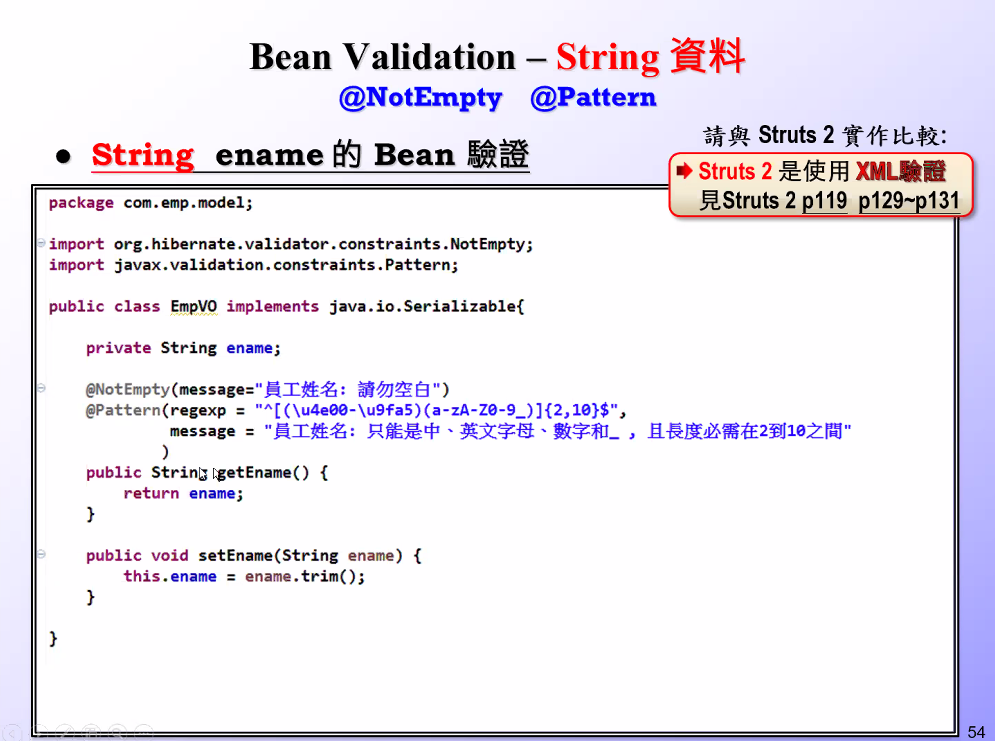 Bean Validation – String 資料
@NotEmpty @Pattern
● String ename 的 Bean 驗證
請與 Struts 2 實作比較:
Struts 2 是使用 XML驗證
見Struts 2 p119 p129~p131
package com.emp.model;
import org.hibernate.validator.constraints.NotEmpty;
import javax.validation.constraints.Pattern;
public class EmpVO implements java.io.Serializable{
private String ename;
@NotEmpty(message="員工姓名: 請勿空白")
@Pattern(regexp = "^[(\u4e00-\u9fa5)(a-zA-Z0-9_)]{2,10}$",
message = "員工姓名: 只能是中、英文字母、數字和_ , 且長度必需在2到10之間"
)
public String getEname() {
return ename;
}
public void setEname(String ename) {
this.ename = ename.trim();
}
}
54